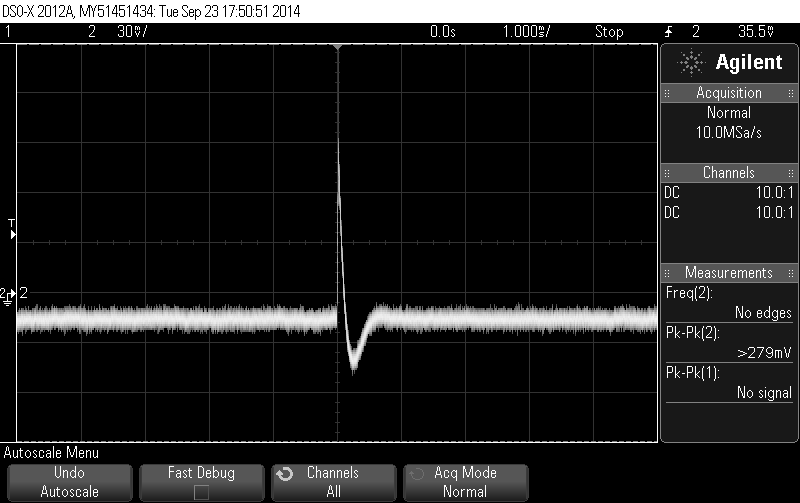 DSO-X 2012A, MY51451434: Tue Sep 23 17:50:51 2014
1 2 30mV/ 0.0s 1.000ms/ Stop 2 35.5mV
Agilent
Acquisition
Normal
10.0MSa/s
Channels
DC 10.0:1
DC 10.0:1
T
2 2
Measurements
Freq(2):
No edges
Pk-Pk(2):
>279mV
Pk-Pk(1):
No signal
Autoscale Menu
Undo
Autoscale
Fast Debug
Channels
All
Acq Mode
Normal